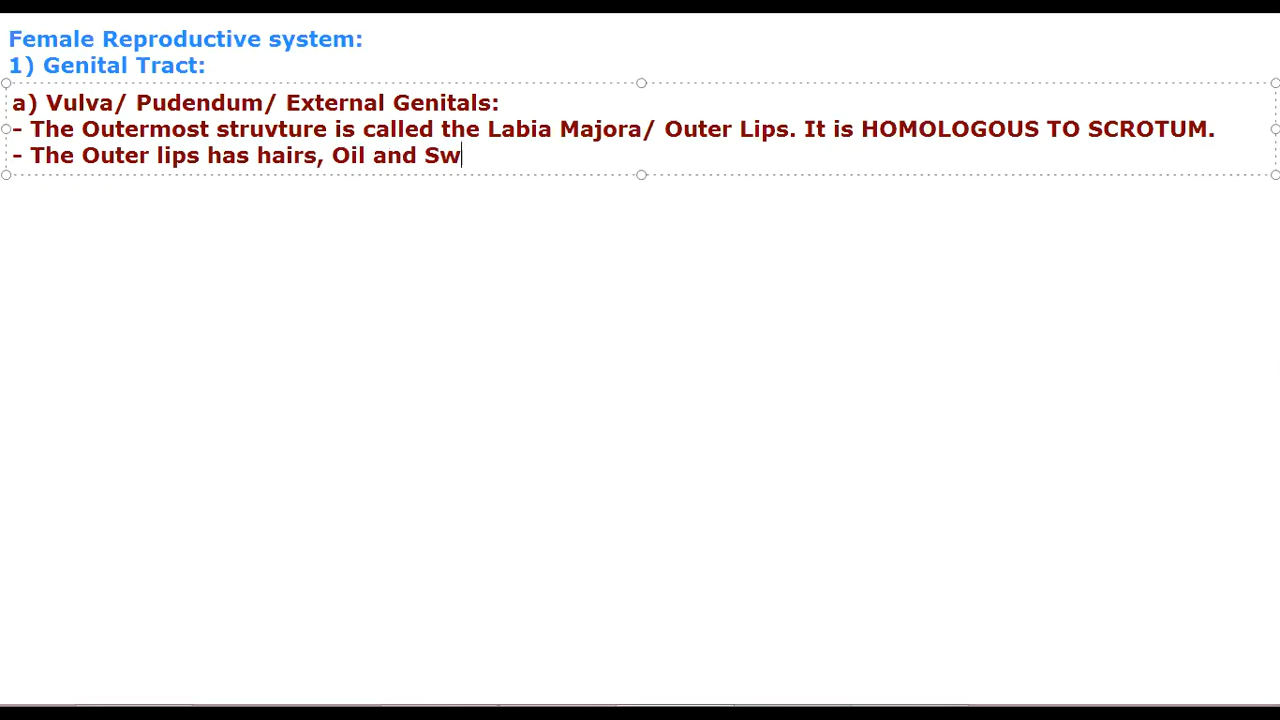 Female Reproductive system:
1) Genital Tract:
a) Vulva/ Pudendum/ External Genitals:
- The Outermost struvture is called the Labia Majora/ Outer Lips. It is HOMOLOGOUS TO SCROTUM.
- The Outer lips has hairs, Oil and Sw